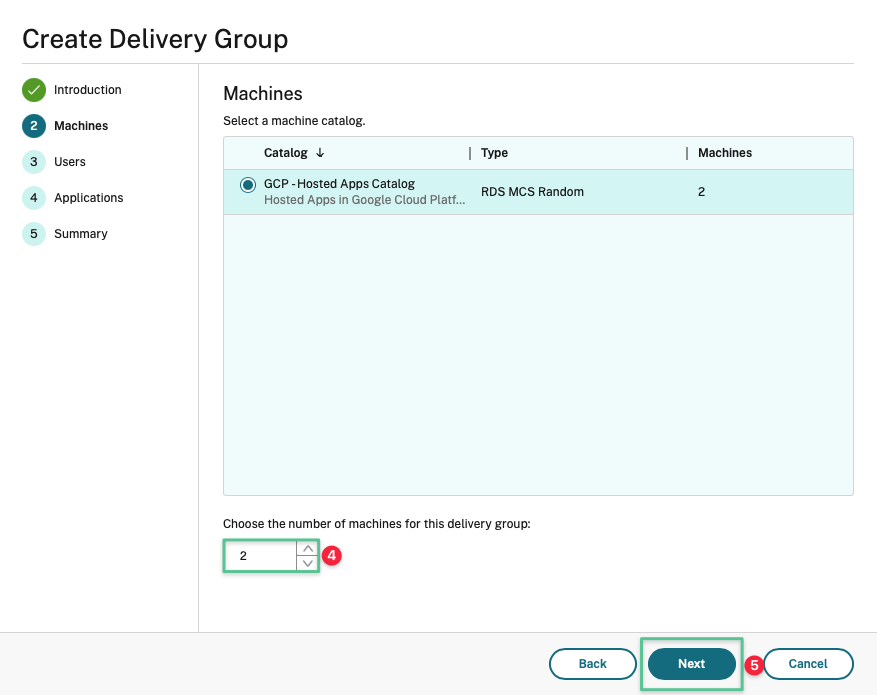 Create Delivery Group
Introduction
2 Machines
3 Users
4 Applications
5 Summary
Machines
Select a machine catalog.
Catalog ↓ | Type | Machines
GCP - Hosted Apps Catalog
Hosted Apps in Google Cloud Platf...
RDS MCS Random
2
Choose the number of machines for this delivery group:
2
4
Back
Next
5
Cancel